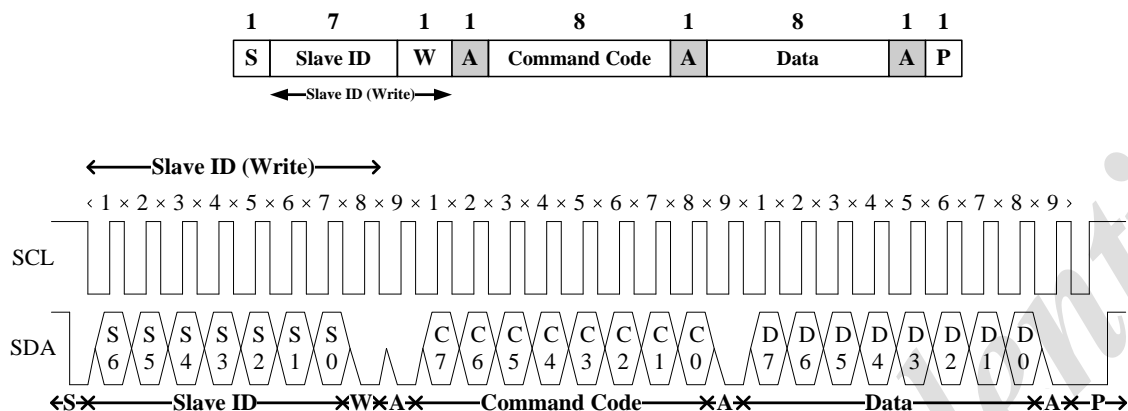 1 7 1 1 8 1 8 1 1
S Slave ID W A Command Code A Data A P
Slave ID (Write)
Slave ID (Write)
1 2 3 4 5 6 7 8 9 1 2 3 4 5 6 7 8 9 1 2 3 4 5 6 7 8 9
SCL
SDA
S6 S5 S4 S3 S2 S1 S0 C7 C6 C5 C4 C3 C2 C1 C0 D7 D6 D5 D4 D3 D2 D1 D0
S Slave ID W A Command Code A Data A P